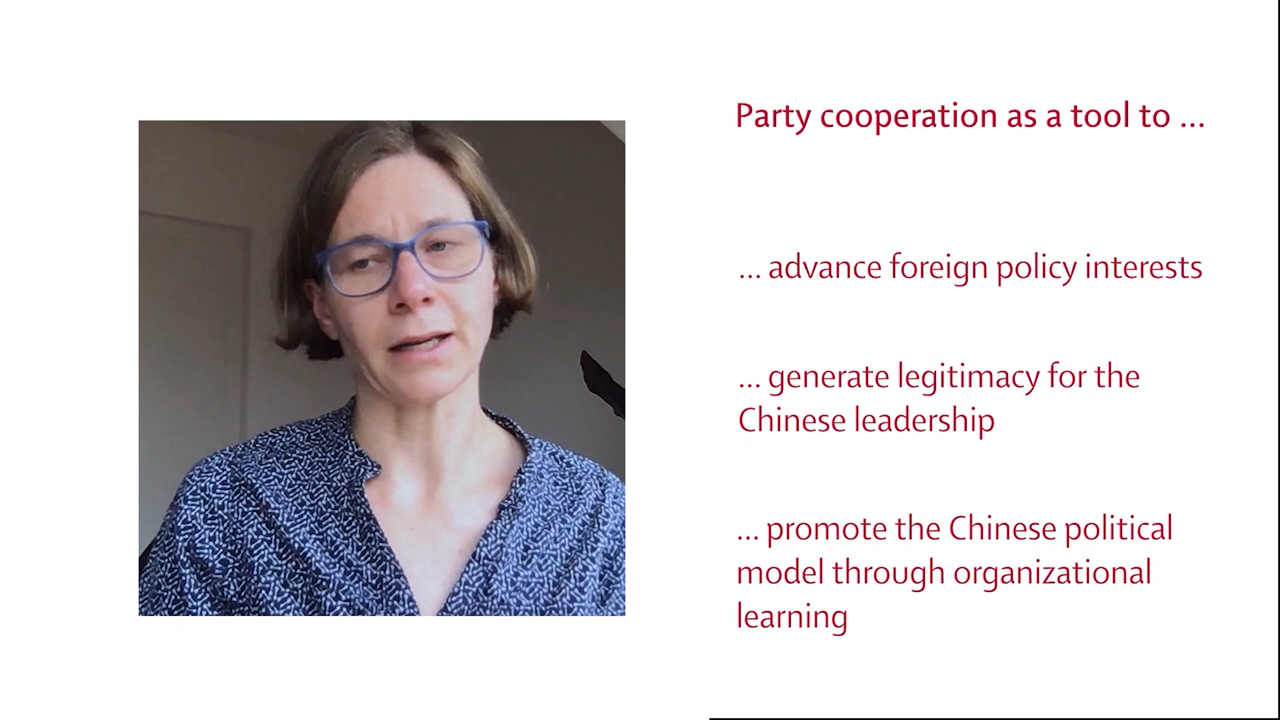 Party cooperation as a tool to ...
... advance foreign policy interests
... generate legitimacy for the
Chinese leadership
... promote the Chinese political
model through organizational
learning